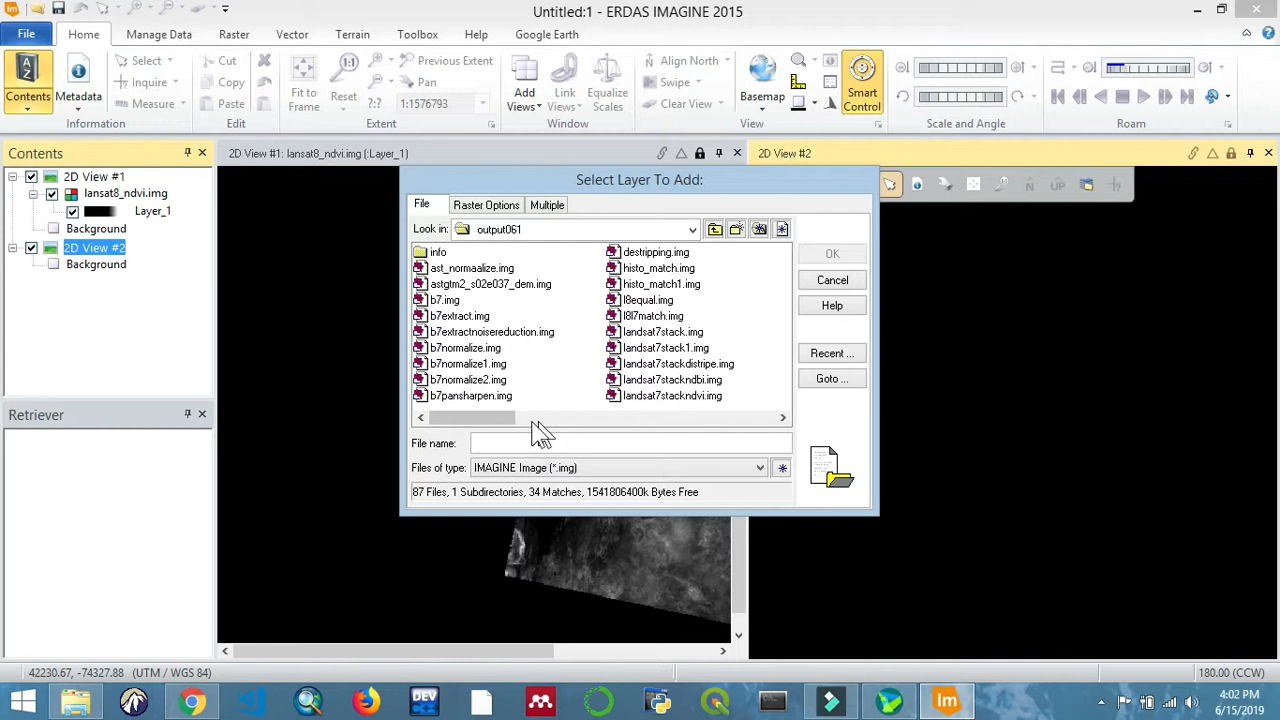 Untitled:1 - ERDAS IMAGINE 2015
File Home Manage Data Raster Vector Terrain Toolbox Help Google Earth
Contents
Metadata
Select
Inquire
Measure
Information
Cut
Copy
Paste
Edit
Fit to Frame
Reset
Previous Extent
Pan
?:?
1:1576793
Extent
Add Views
Link Views
Equalize Scales
Window
Align North
Swipe
Clear View
Basemap
Smart Control
View
Scale and Angle
Roam
Contents
2D View #1
lansat8_ndvi.img
Layer_1
Background
2D View #2
Background
Retriever
2D View #1: lansat8_ndvi.img (:Layer_1)
2D View #2
N UP
Select Layer To Add:
File Raster Options Multiple
Look in: output061
info
ast_normaalize.img
astgtm2_s02e037_dem.img
b7.img
b7extract.img
b7extractnoisereduction.img
b7normalize.img
b7normalize1.img
b7normalize2.img
b7pansharpen.img
destripping.img
histo_match.img
histo_match1.img
l8equal.img
l8l7match.img
landsat7stack.img
landsat7stack1.img
landsat7stackdistripe.img
landsat7stackndbi.img
landsat7stackndvi.img
OK
Cancel
Help
Recent ...
Goto ...
File name:
Files of type: IMAGINE Image (*.img)
87 Files, 1 Subdirectories, 34 Matches, 1541806400k Bytes Free
42230.67, -74327.88 (UTM / WGS 84)
180.00 (CCW)
DEV
4:02 PM
6/15/2019